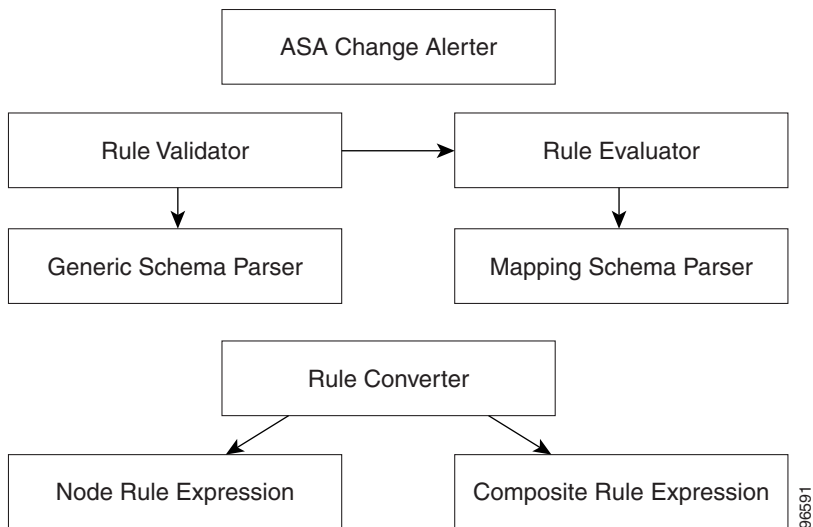 ASA Change Alerter
Rule Validator
Rule Evaluator
Generic Schema Parser
Mapping Schema Parser
Rule Converter
Node Rule Expression
Composite Rule Expression
96591